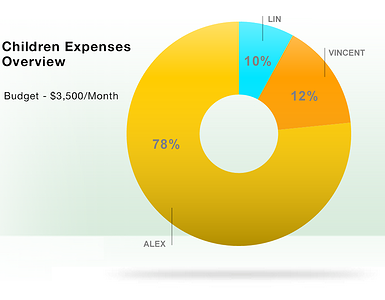 Children Expenses
Overview
Budget - $3,500/Month
LIN
10%
VINCENT
12%
78%
ALEX